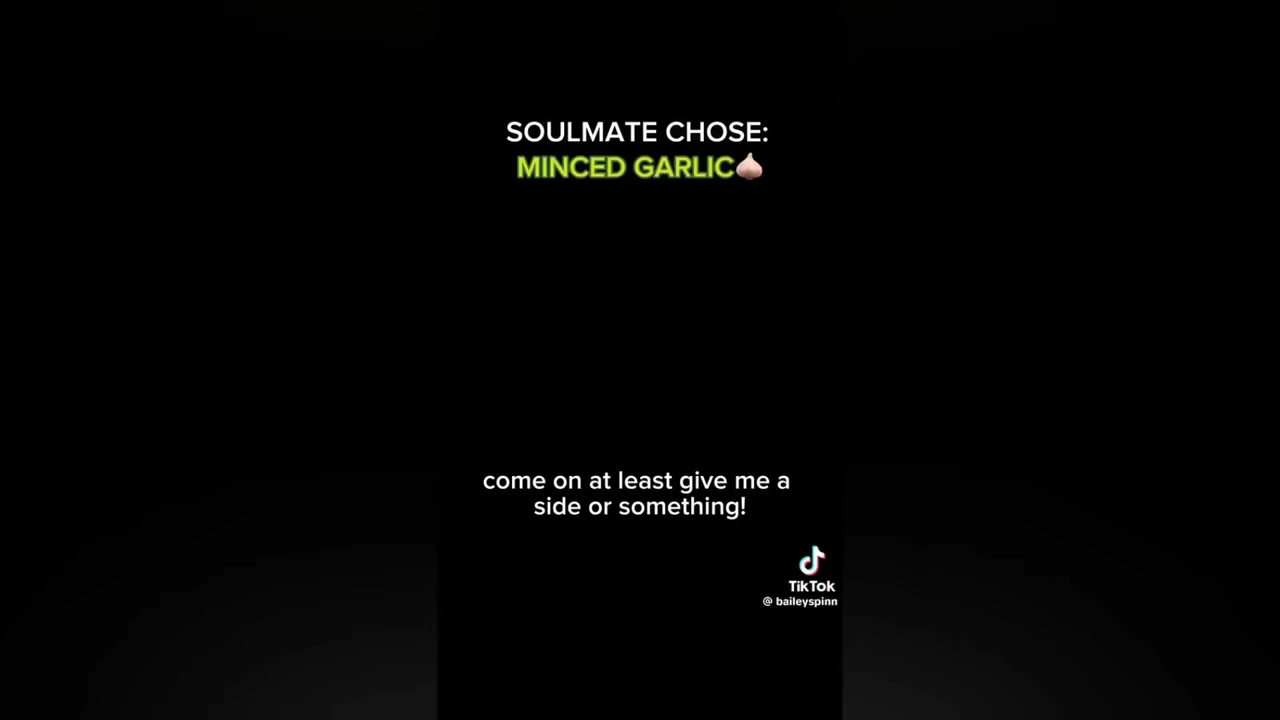 SOULMATE CHOSE:
MINCED GARLIC🧄
come on at least give me a
side or something!
TikTok
@ baileyspinn